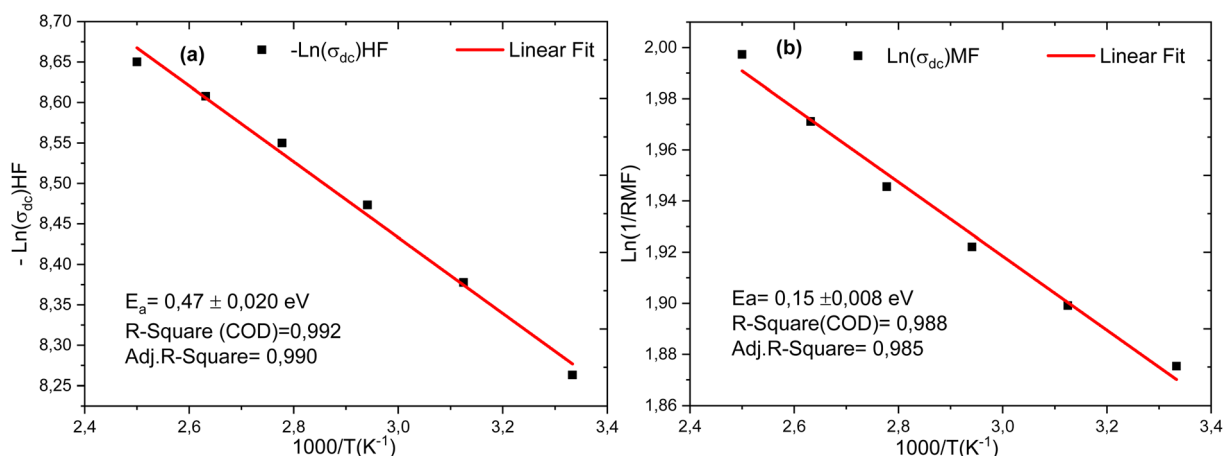 (a)
-Ln(σdc)HF
Linear Fit
- Ln(σdc)HF
8,70
8,65
8,60
8,55
8,50
8,45
8,40
8,35
8,30
8,25
Ea= 0,47 ± 0,020 eV
R-Square (COD)=0,992
Adj.R-Square= 0,990
2,4 2,6 2,8 3,0 3,2 3,4
1000/T(K-1)
(b)
Ln(σdc)MF
Linear Fit
Ln(1/RMF)
2,00
1,98
1,96
1,94
1,92
1,90
1,88
1,86
Ea= 0,15 ±0,008 eV
R-Square(COD)= 0,988
Adj.R-Square= 0,985
2,4 2,6 2,8 3,0 3,2 3,4
1000/T(K-1)